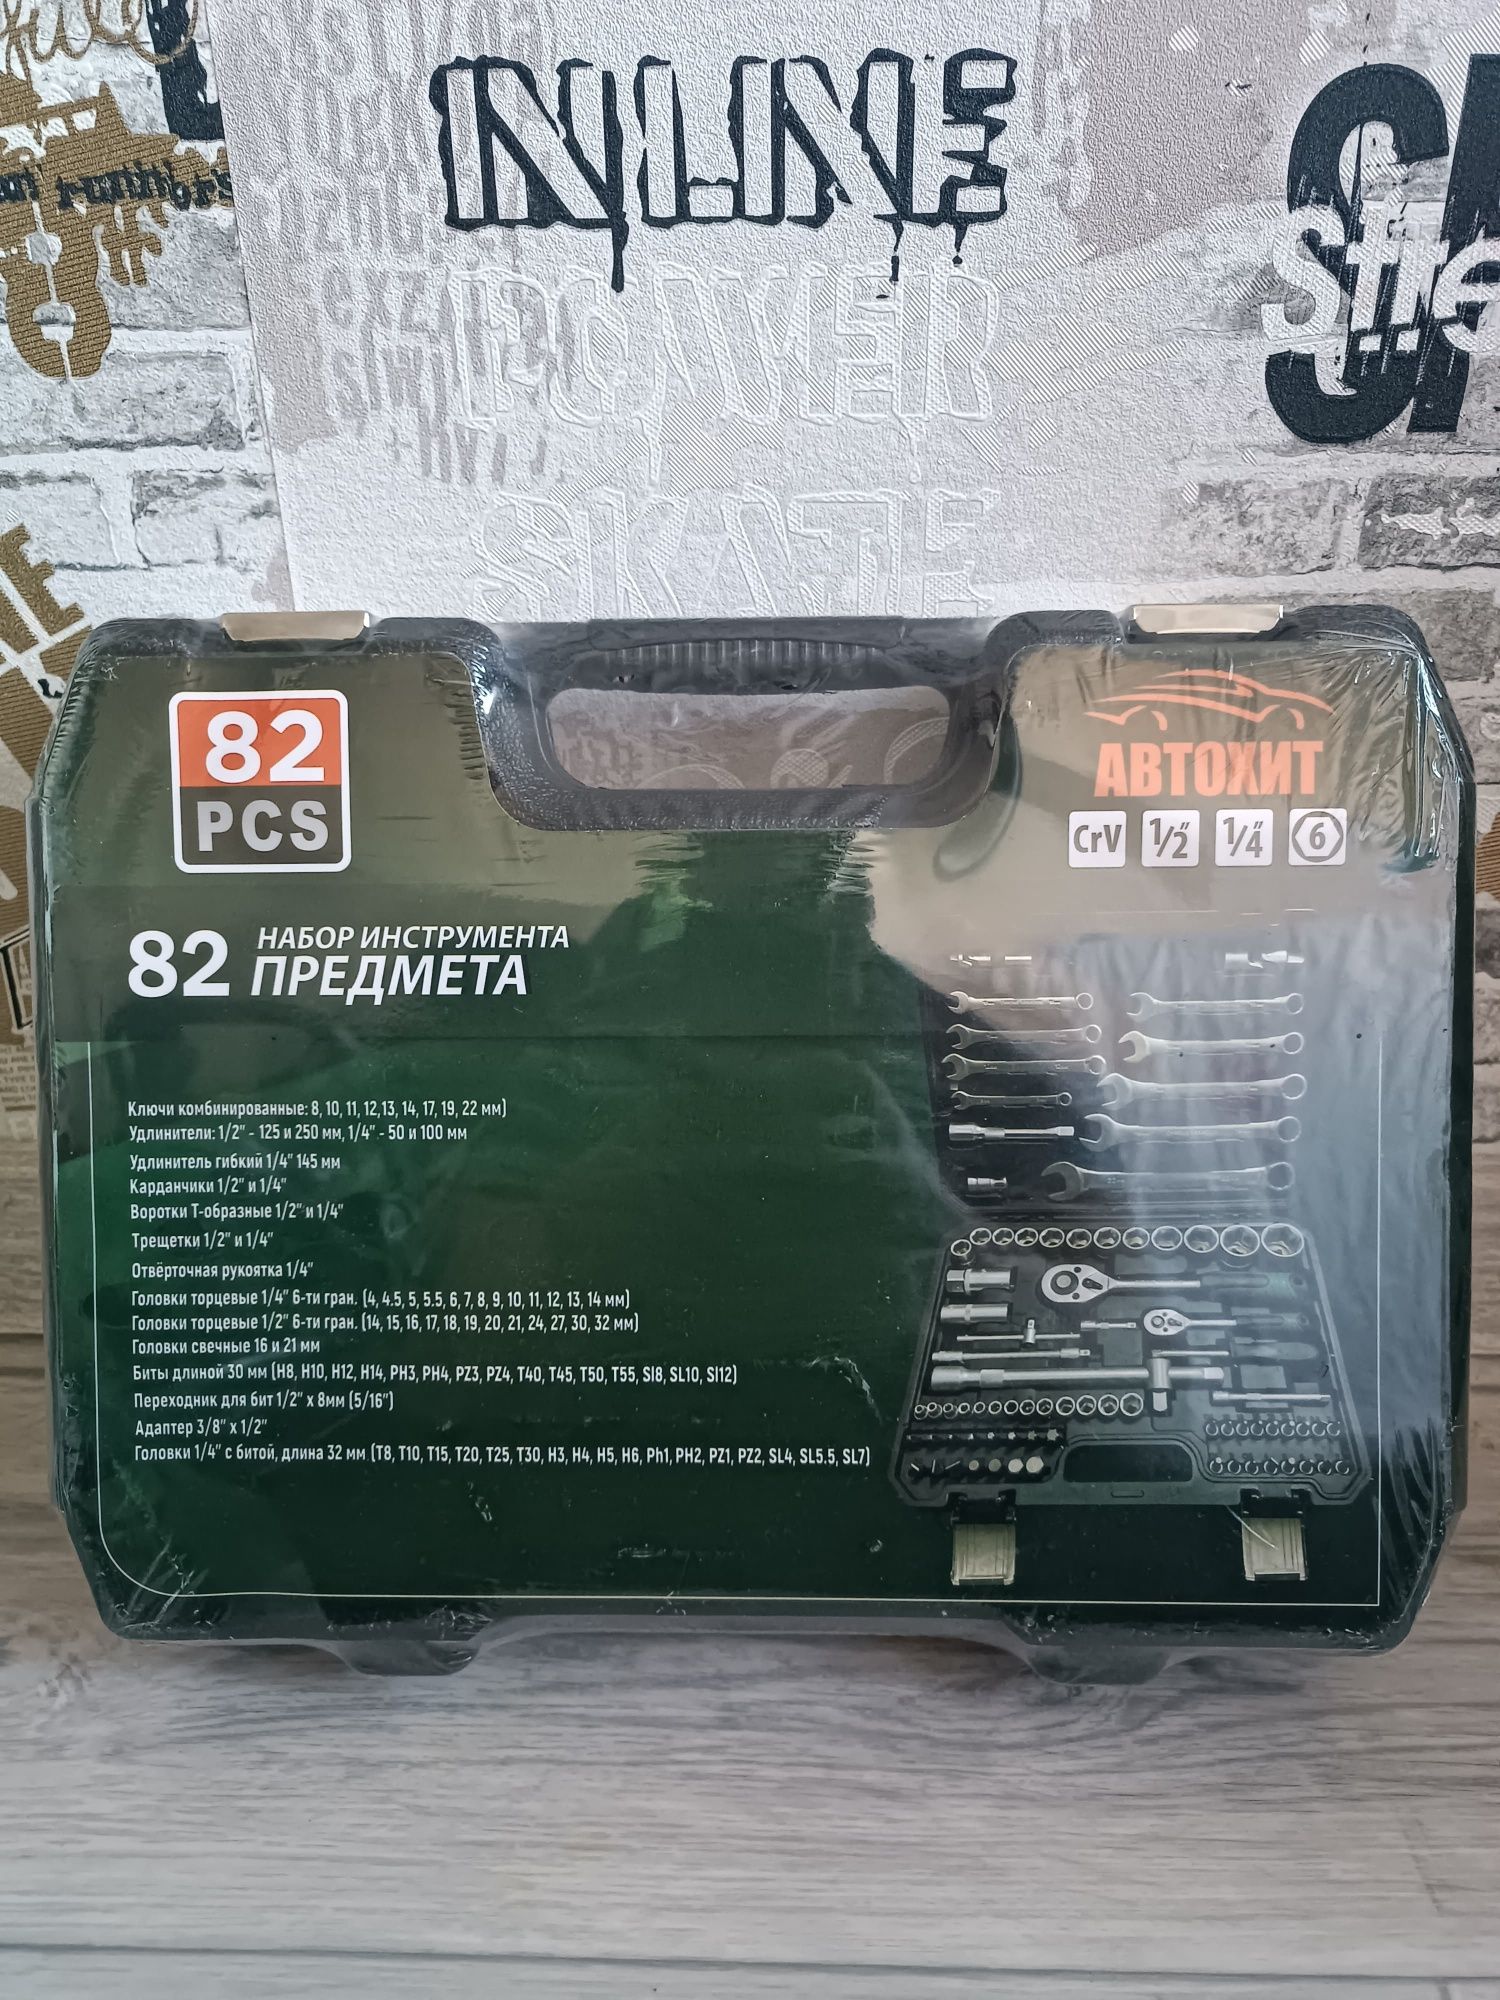 INLINE
POWER
SKATE
runners
Stre
82
PCS
АВТОХИТ
CrV 1/2" 1/4" 6
82 НАБОР ИНСТРУМЕНТА
ПРЕДМЕТА
Ключи комбинированные: 8, 10, 11, 12,13, 14, 17, 19, 22 мм)
Удлинители: 1/2" - 125 и 250 мм, 1/4" - 50 и 100 мм
Удлинитель гибкий 1/4" 145 мм
Карданчики 1/2" и 1/4"
Воротки Т-образные 1/2" и 1/4"
Трещетки 1/2" и 1/4"
Отвёрточная рукоятка 1/4"
Головки торцевые 1/4" 6-ти гран. (4, 4.5, 5, 5.5, 6, 7, 8, 9, 10, 11, 12, 13, 14 мм)
Головки торцевые 1/2" 6-ти гран. (14, 15, 16, 17, 18, 19, 20, 21, 24, 27, 30, 32 мм)
Головки свечные 16 и 21 мм
Биты длиной 30 мм (H8, H10, H12, H14, PH3, PH4, PZ3, PZ4, T40, T45, T50, T55, Sl8, SL10, Sl12)
Переходник для бит 1/2" x 8мм (5/16")
Адаптер 3/8" x 1/2"
Головки 1/4" с битой, длина 32 мм (T8, T10, T15, T20, T25, T30, H3, H4, H5, H6, Ph1, PH2, PZ1, PZ2, SL4, SL5.5, SL7)